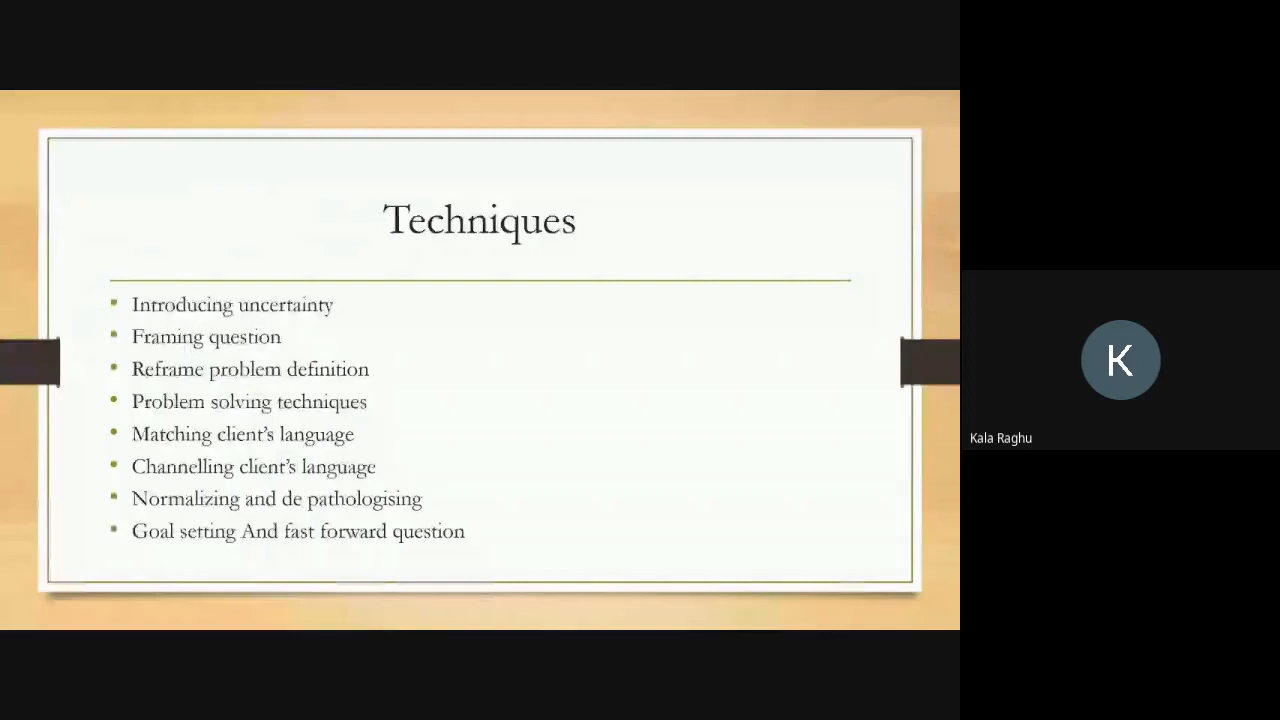 Techniques
Introducing uncertainty
Framing question
Reframe problem definition
Problem solving techniques
Matching client's language
Channelling client's language
Normalizing and de pathologising
Goal setting And fast forward question
K
Kala Raghu